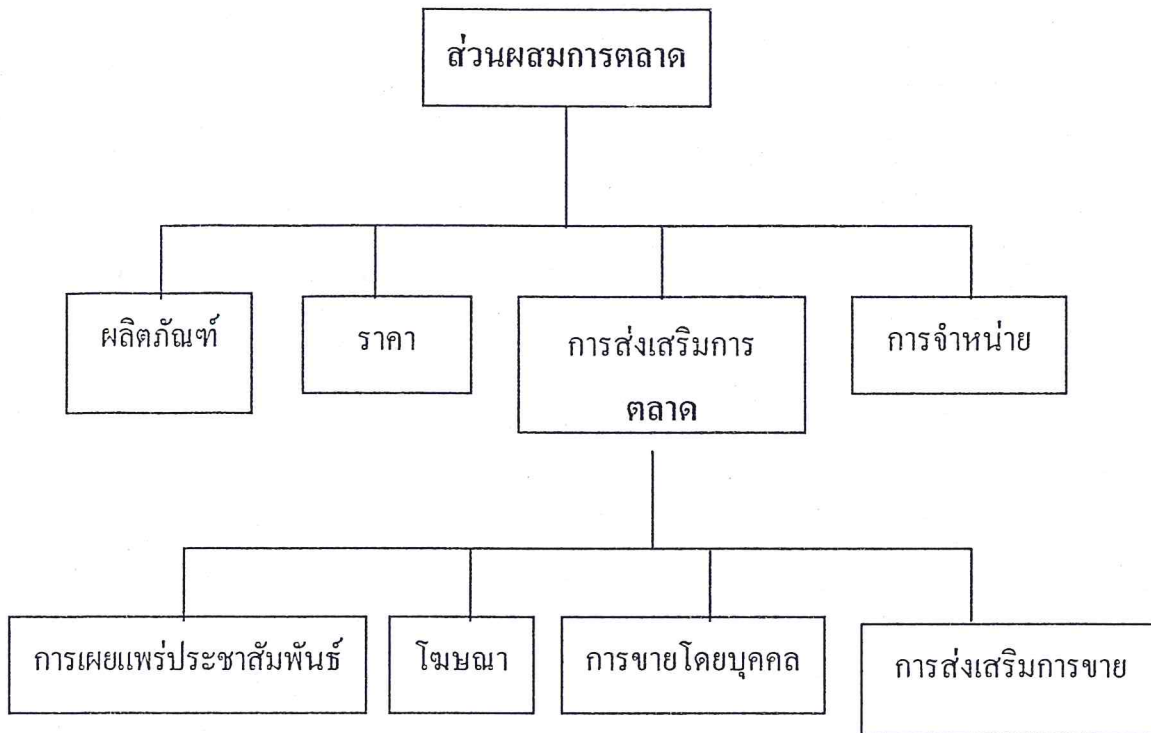 ส่วนผสมการตลาด
ผลิตภัณฑ์
ราคา
การส่งเสริมการ
ตลาด
การจำหน่าย
การเผยแพร่ประชาสัมพันธ์
โฆษณา
การขายโดยบุคคล
การส่งเสริมการขาย